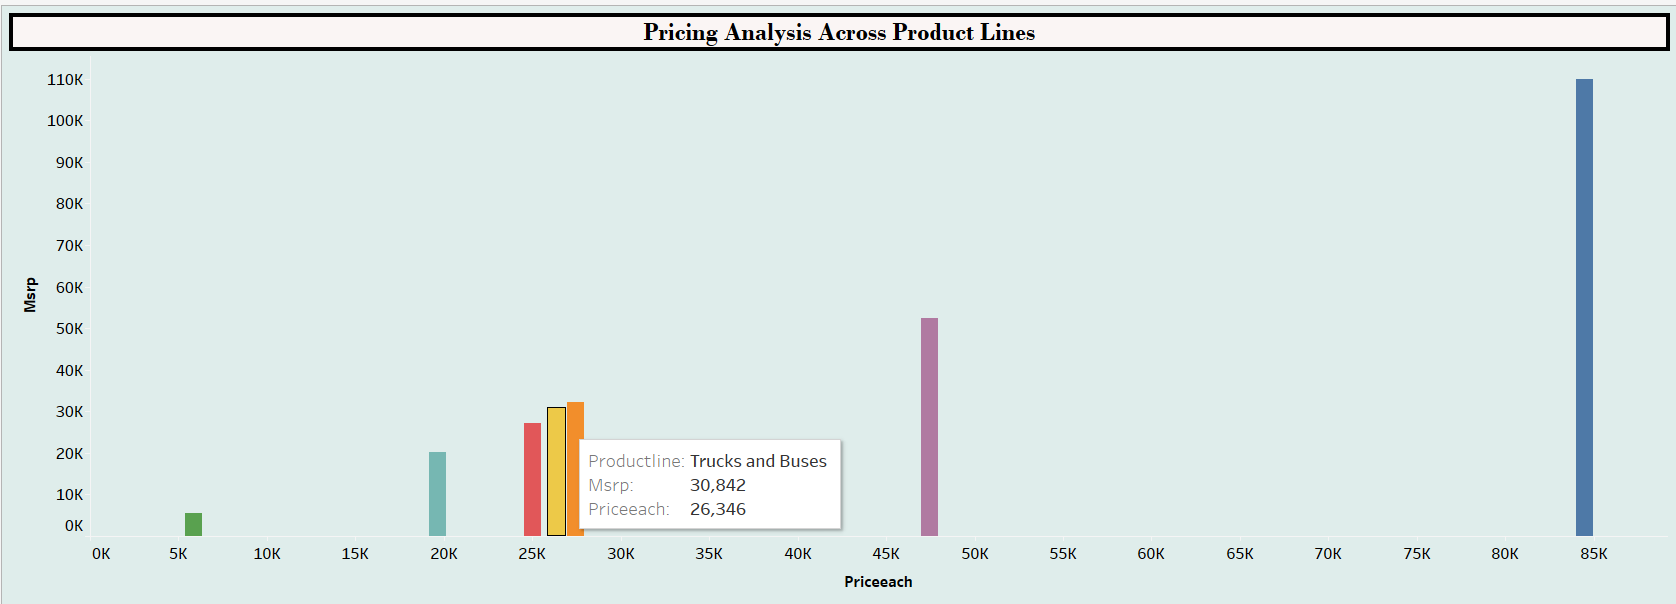 Pricing Analysis Across Product Lines
110K
100K
90K
80K
70K
60K
50K
40K
30K
20K
10K
0K
Msrp
Productline: Trucks and Buses
Msrp: 30,842
Priceeach: 26,346
0K 5K 10K 15K 20K 25K 30K 35K 40K 45K 50K 55K 60K 65K 70K 75K 80K 85K
Priceeach